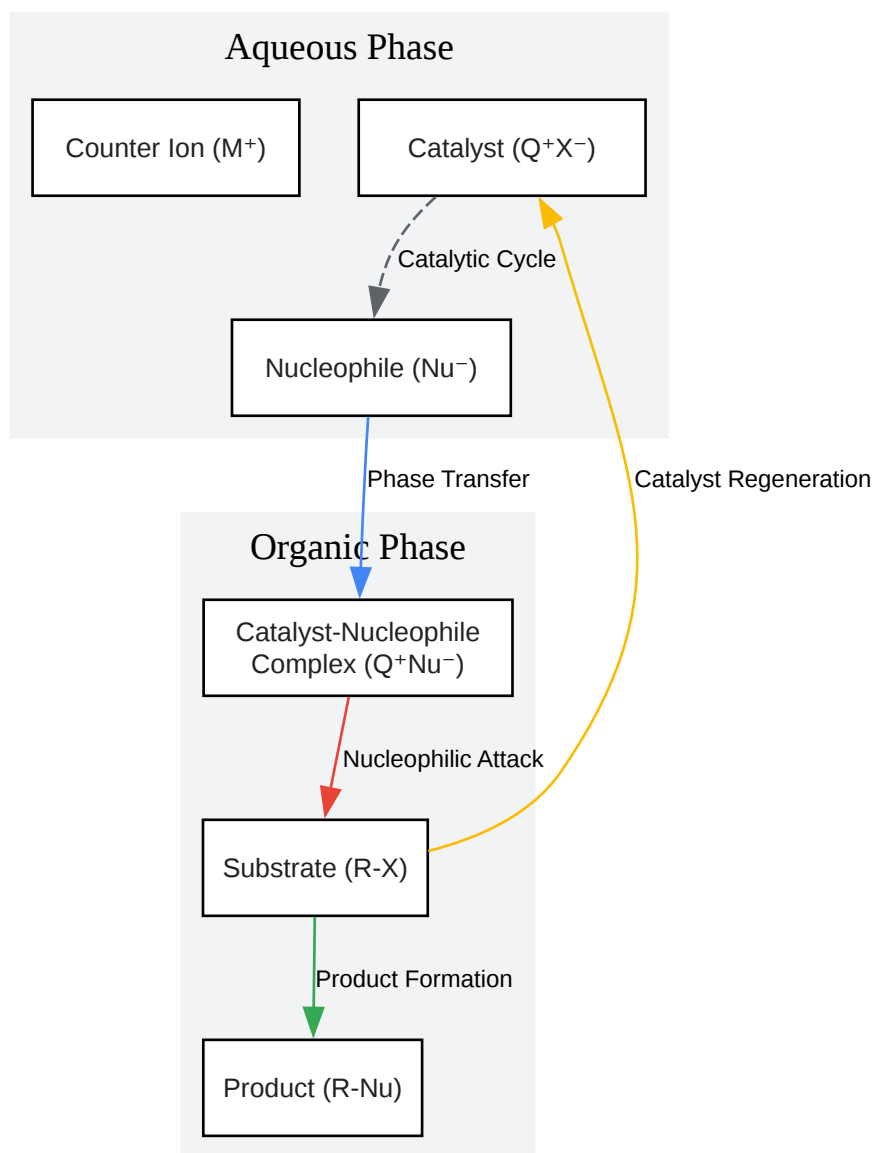 Aqueous Phase
Counter Ion (M⁺)
Catalyst (Q⁺X⁻)
Catalytic Cycle
Nucleophile (Nu⁻)
Phase Transfer
Catalyst Regeneration
Organic Phase
Catalyst-Nucleophile
Complex (Q⁺Nu⁻)
Nucleophilic Attack
Substrate (R-X)
Product Formation
Product (R-Nu)